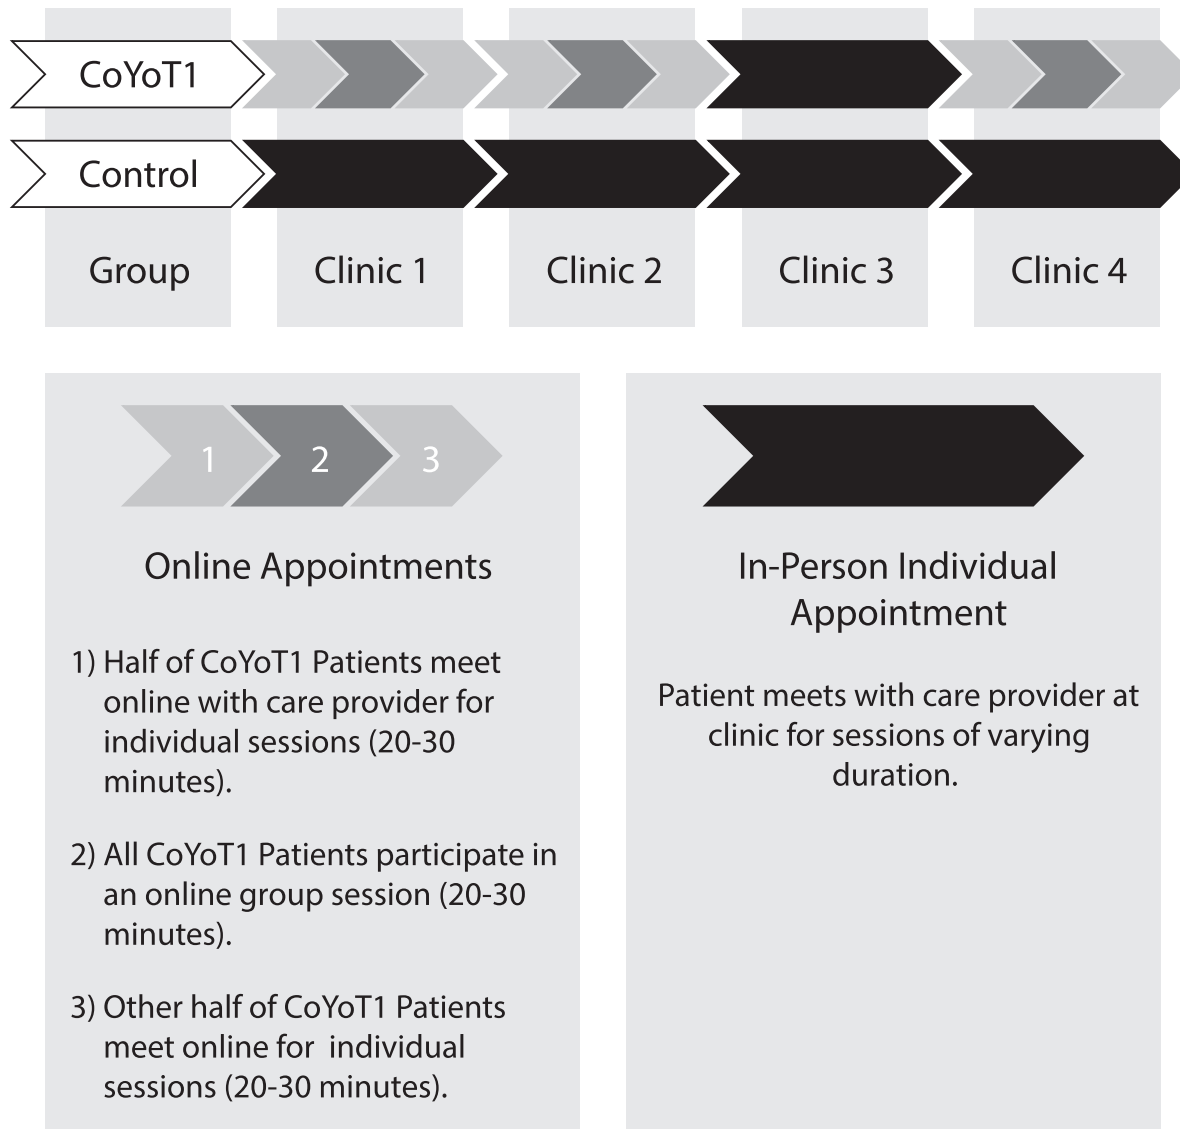 CoYoT1
Control
Group
Clinic 1
Clinic 2
Clinic 3
Clinic 4
1
2
3
Online Appointments
1) Half of CoYoT1 Patients meet
online with care provider for
individual sessions (20-30
minutes).
2) All CoYoT1 Patients participate in
an online group session (20-30
minutes).
3) Other half of CoYoT1 Patients
meet online for individual
sessions (20-30 minutes).
In-Person Individual
Appointment
Patient meets with care provider at
clinic for sessions of varying
duration.